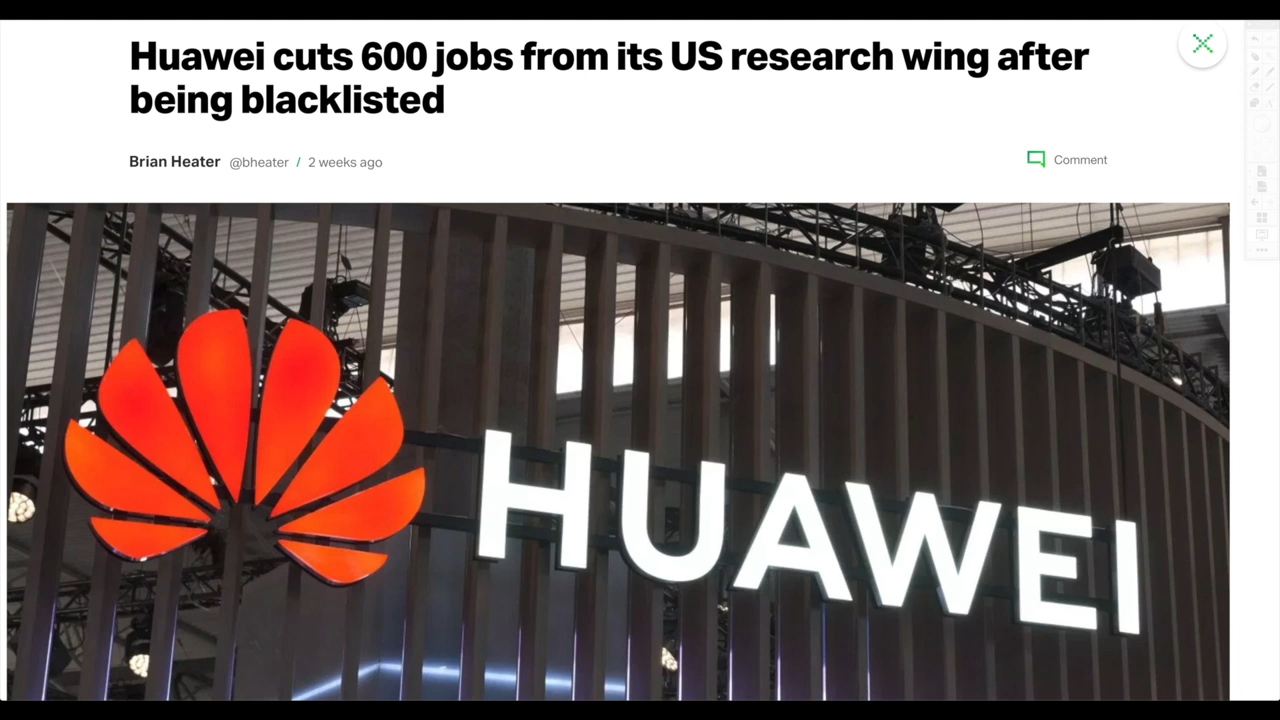 Huawei cuts 600 jobs from its US research wing after
being blacklisted
Brian Heater @bheater / 2 weeks ago
Comment
HUAWEI